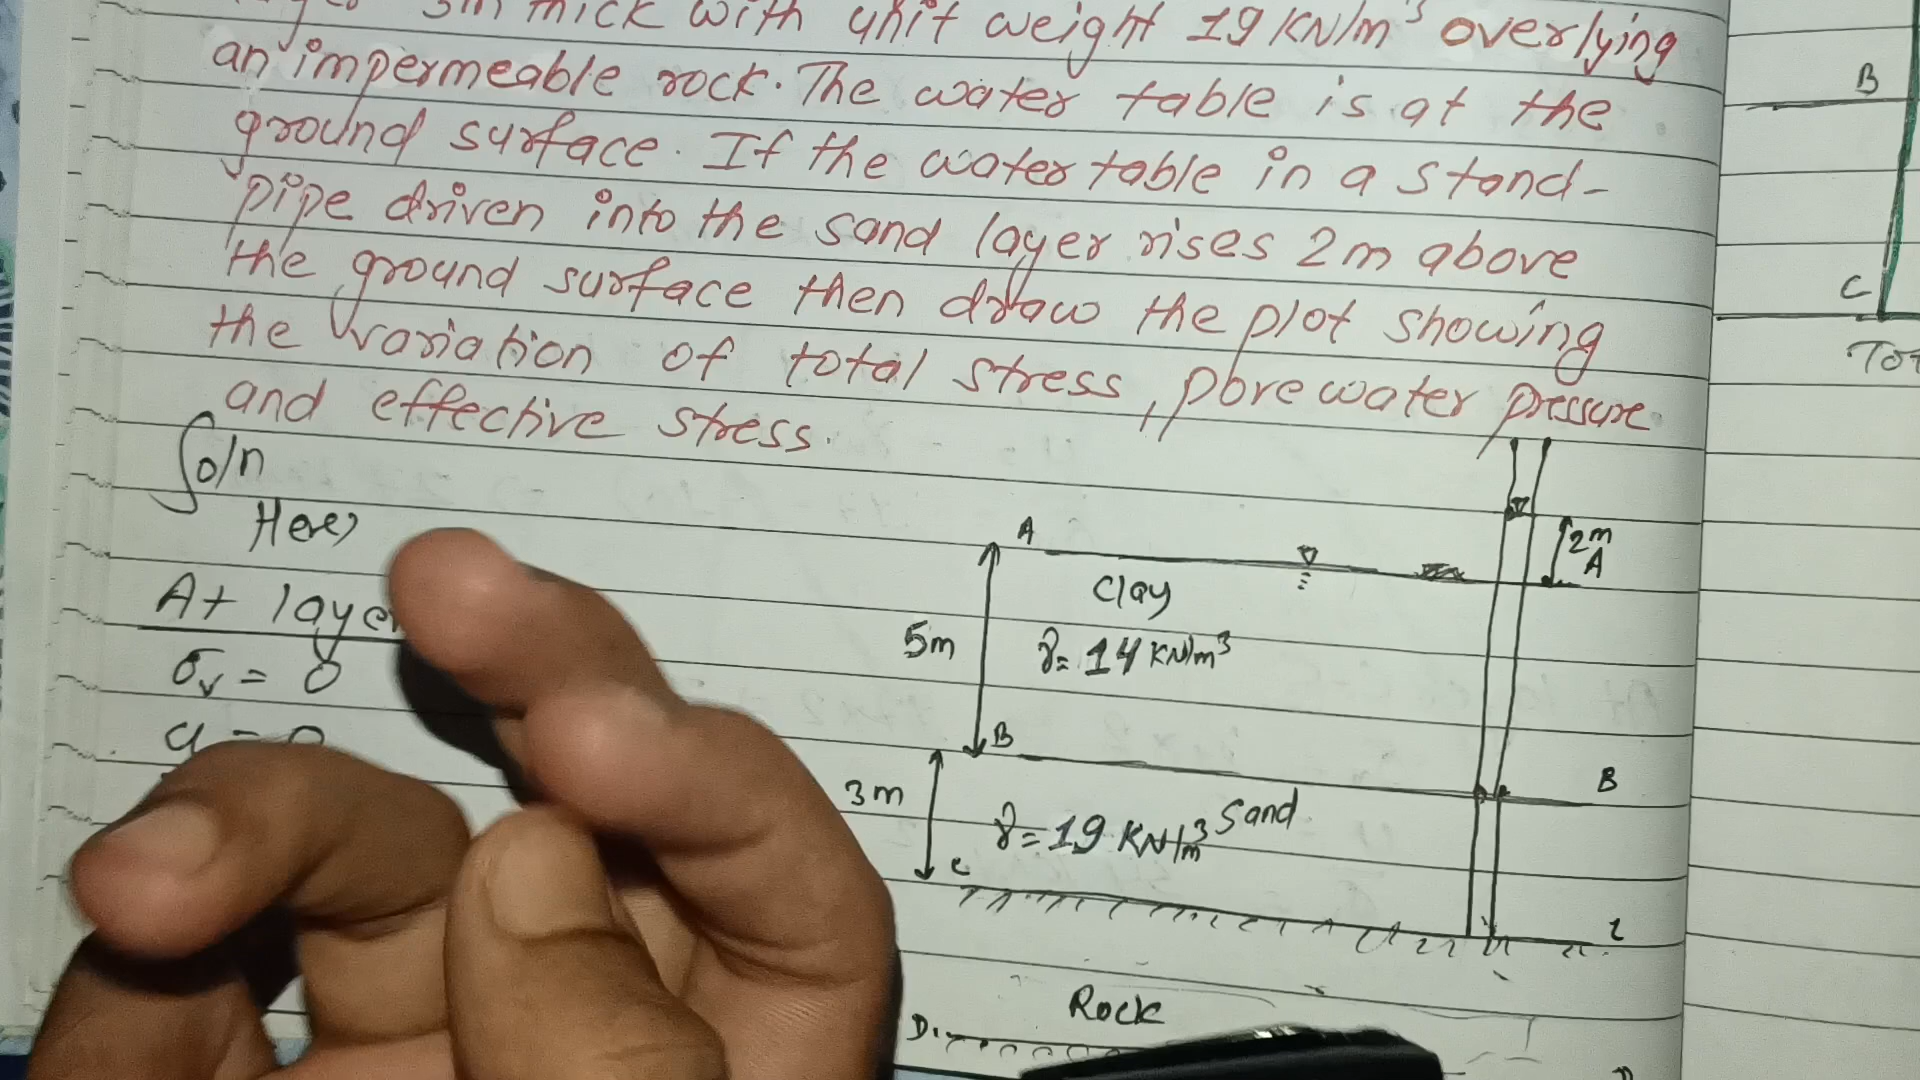 3m thick with unit weight 19 KN/m³ overlying
an impermeable rock. The water table is at the
ground surface. If the water table in a stand-
pipe driven into the sand layer rises 2m above
the ground surface then draw the plot showing
the variation of total stress, pore water pressure
and effective stress.
Soln
Here,
At layer
σv = 0
u = 0
A
Clay
5m
γ = 14 KN/m³
B
3m
γ = 19 KN/m³ Sand
C
Rock
D
2m
A
B
B
C